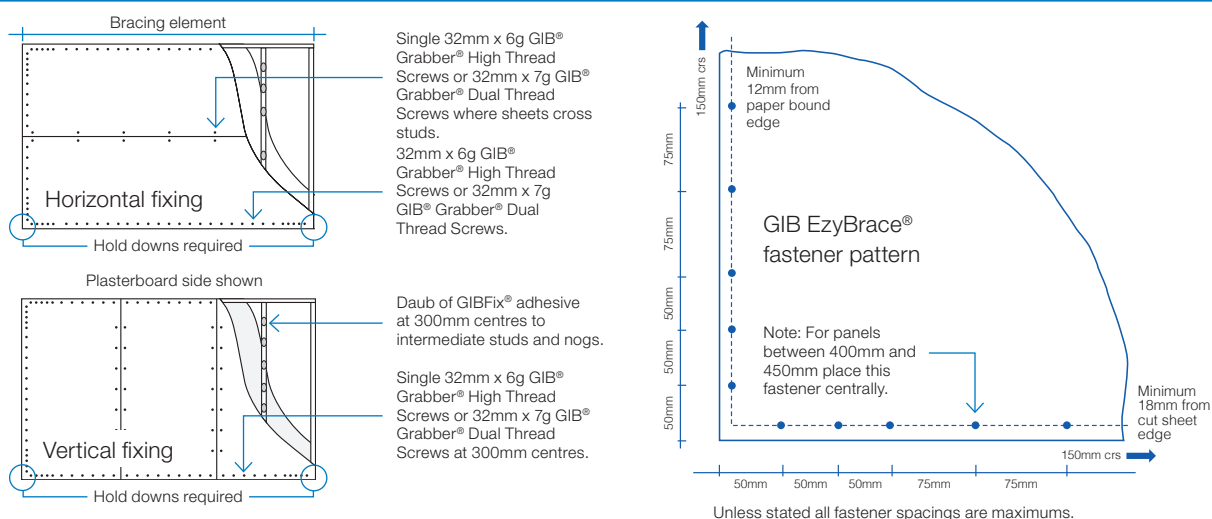 Bracing element
Single 32mm x 6g GIB®
Grabber® High Thread
Screws or 32mm x 7g GIB®
Grabber® Dual Thread
Screws where sheets cross
studs.
32mm x 6g GIB®
Grabber® High Thread
Screws or 32mm x 7g
GIB® Grabber® Dual
Thread Screws.
Horizontal fixing
Hold downs required
Plasterboard side shown
Daub of GIBFix® adhesive
at 300mm centres to
intermediate studs and nogs.
Single 32mm x 6g GIB®
Grabber® High Thread
Screws or 32mm x 7g GIB®
Grabber® Dual Thread
Screws at 300mm centres.
Vertical fixing
Hold downs required
150mm crs
Minimum
12mm from
paper bound
edge
75mm
75mm
50mm
50mm
50mm
GIB EzyBrace®
fastener pattern
Note: For panels
between 400mm and
450mm place this
fastener centrally.
Minimum
18mm from
cut sheet
edge
150mm crs
50mm
50mm
50mm
75mm
75mm
Unless stated all fastener spacings are maximums.